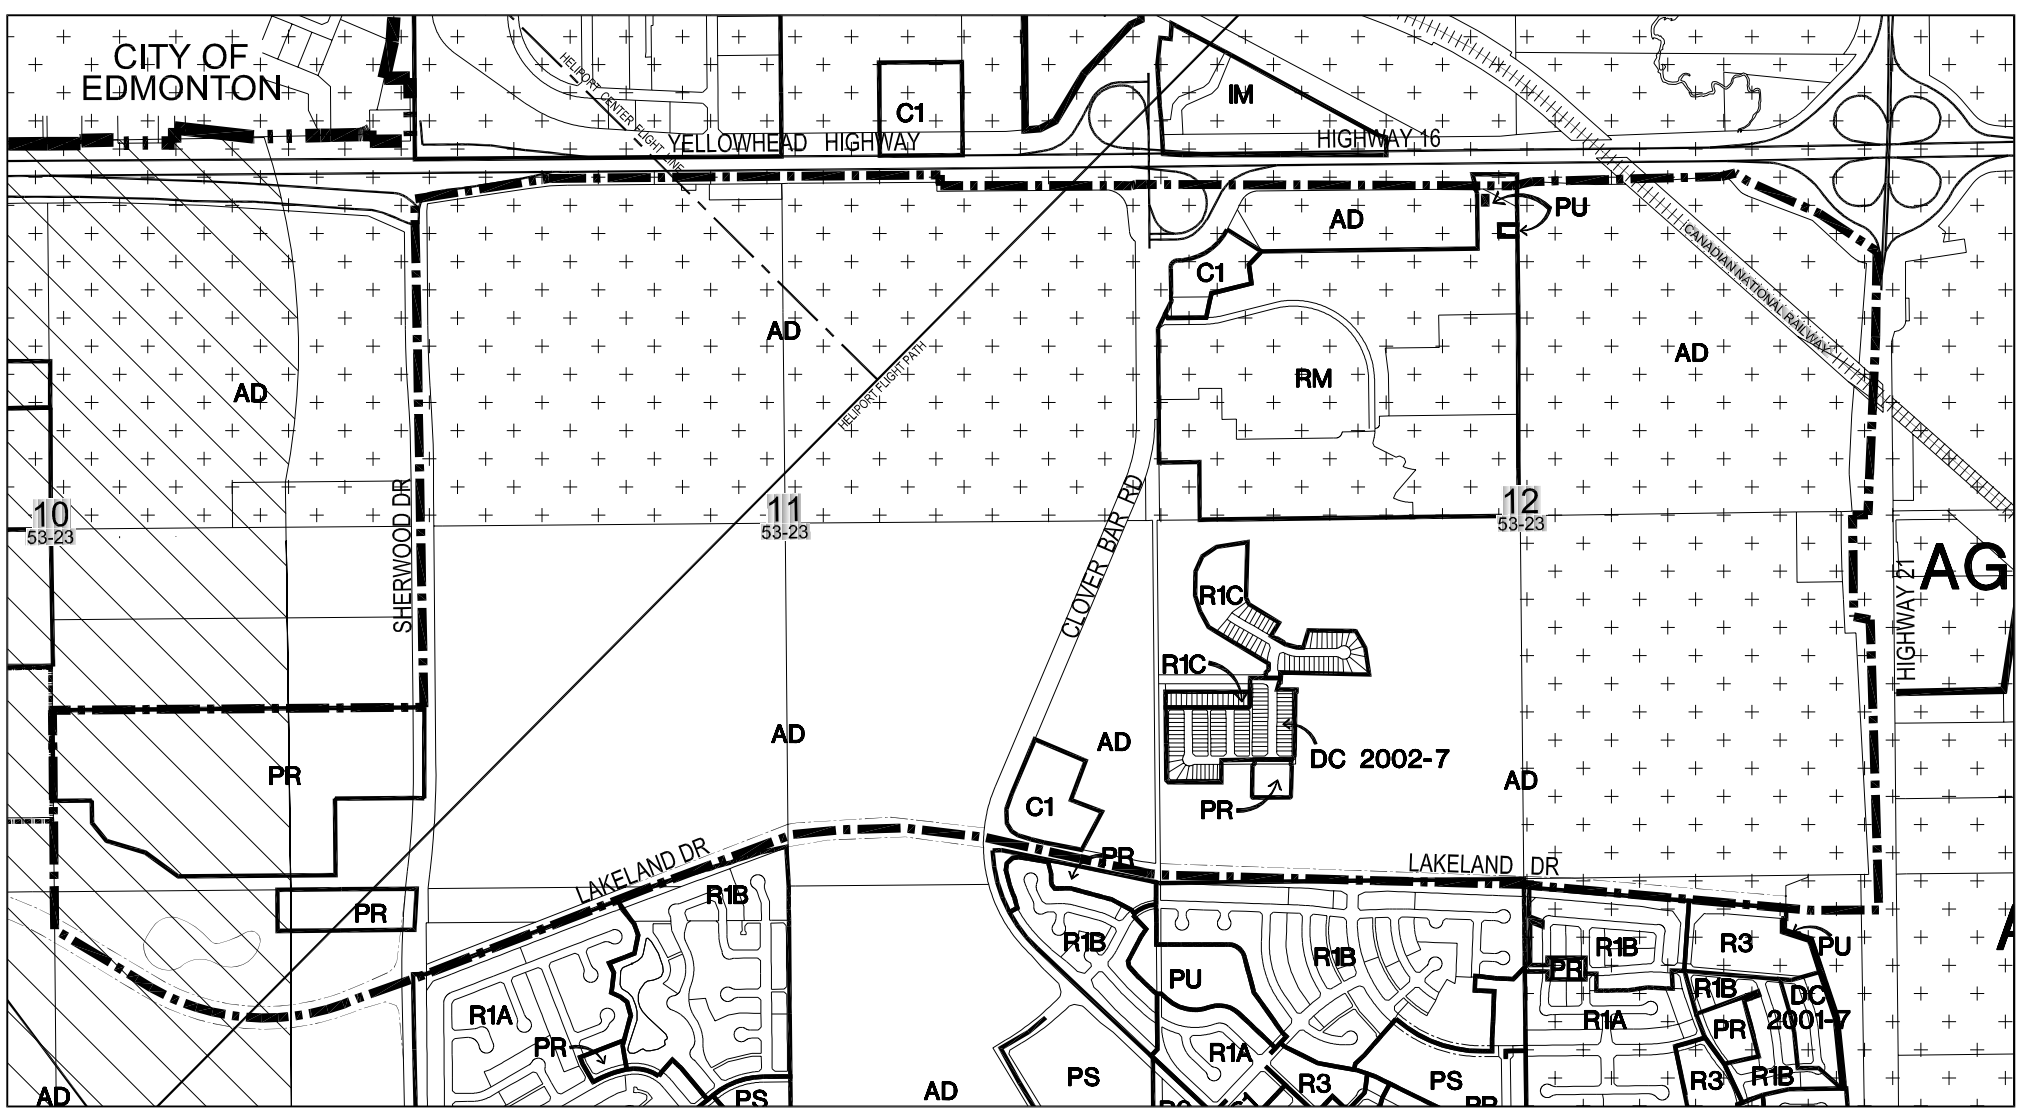 CITY OF
EDMONTON
HELIPORT CENTER FLIGHT LINE
YELLOWHEAD HIGHWAY
C1
IM
HIGHWAY 16
AD
PU
CANADIAN NATIONAL RAILWAY
C1
AD
AD
HELIPORT FLIGHT PATH
RM
AD
10
53-23
SHERWOOD DR
11
53-23
CLOVER BAR RD
12
53-23
HIGHWAY 21
AG
R1C
R1C
DC 2002-7
PR
AD
AD
AD
PR
C1
LAKELAND DR
PR
LAKELAND DR
PR
R1B
R1B
R1B
R1B
R3
PU
PR
PU
R1A
R1B
DC
2001-7
R1A
PR
PR
R1A
R3
PS
R3
PS
R1B
AD
PS
AD